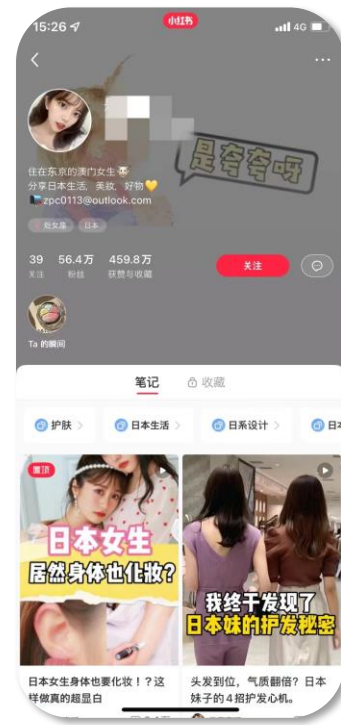 15:26
小红书
4G
是夸夸呀
住在东京的澳门女生
分享日本生活，美妆，好物
zpc0113@outlook.com
处女座
日本
39 56.4万 459.8万
关注 粉丝 获赞与收藏
关注
Ta 的瞬间
笔记 收藏
护肤 日本生活 日系设计
置顶
日本女生
居然身体也化妆?
我终于发现了
日本妹的护发秘密
日本女生身体也要化妆！？这
样做真的超显白
头发到位，气质翻倍？日本
妹子的4招护发心机。